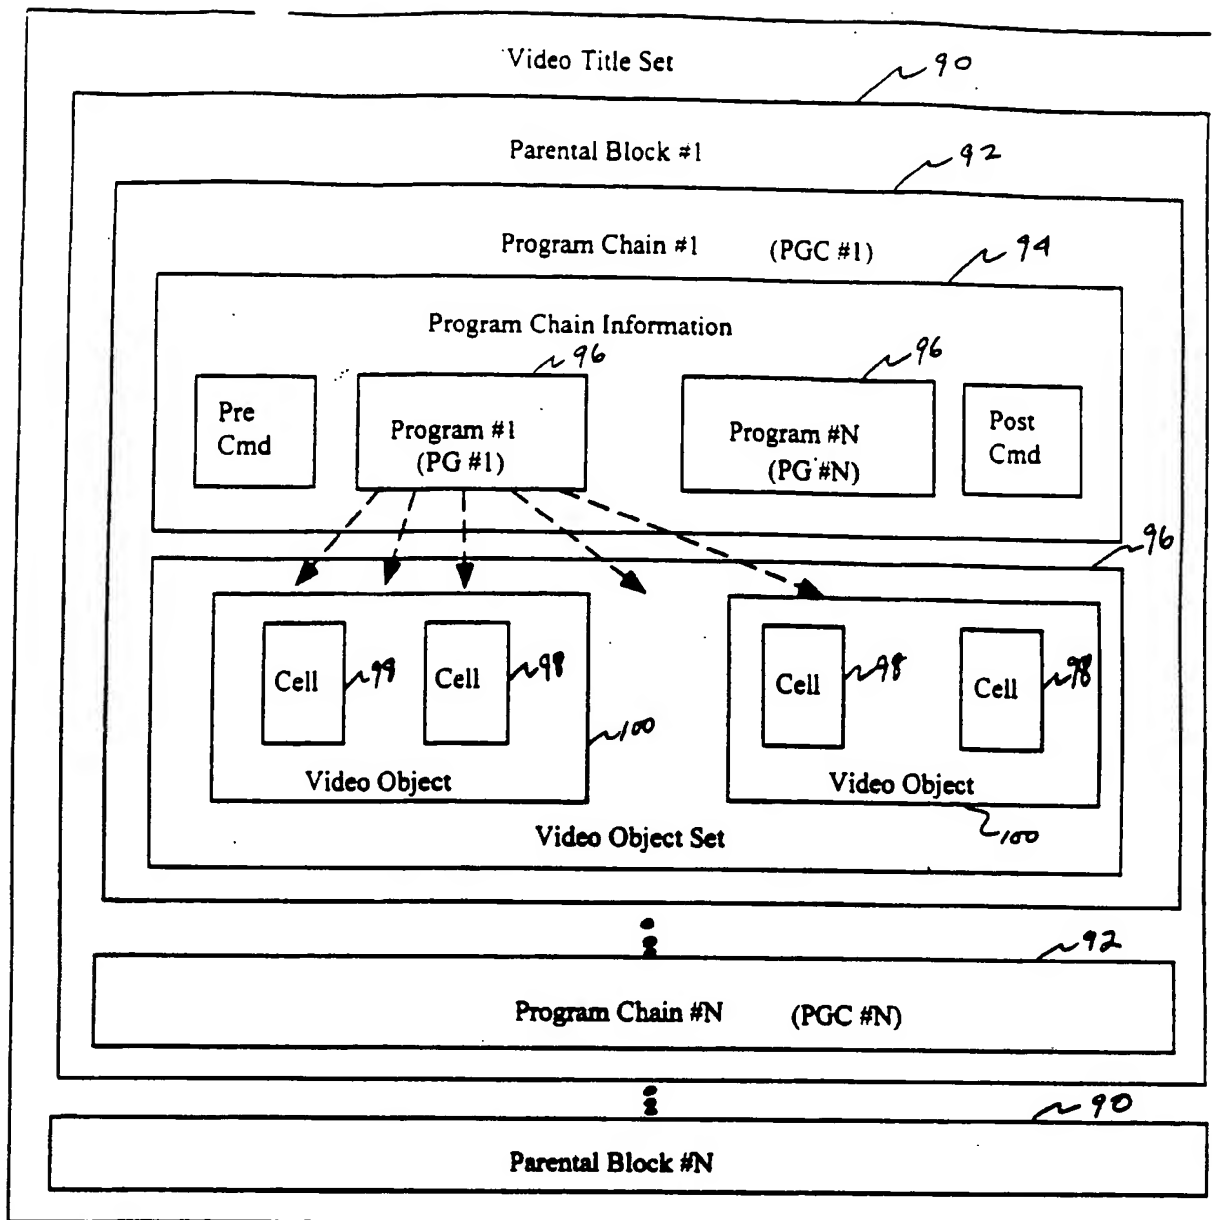 Video Title Set
90
Parental Block #1
92
Program Chain #1 (PGC #1)
94
Program Chain Information
96
96
Pre
Cmd
Program #1
(PG #1)
Program #N
(PG #N)
Post
Cmd
96
Cell
99
Cell
98
Cell
98
Cell
98
100
Video Object
Video Object
100
Video Object Set
92
Program Chain #N (PGC #N)
90
Parental Block #N